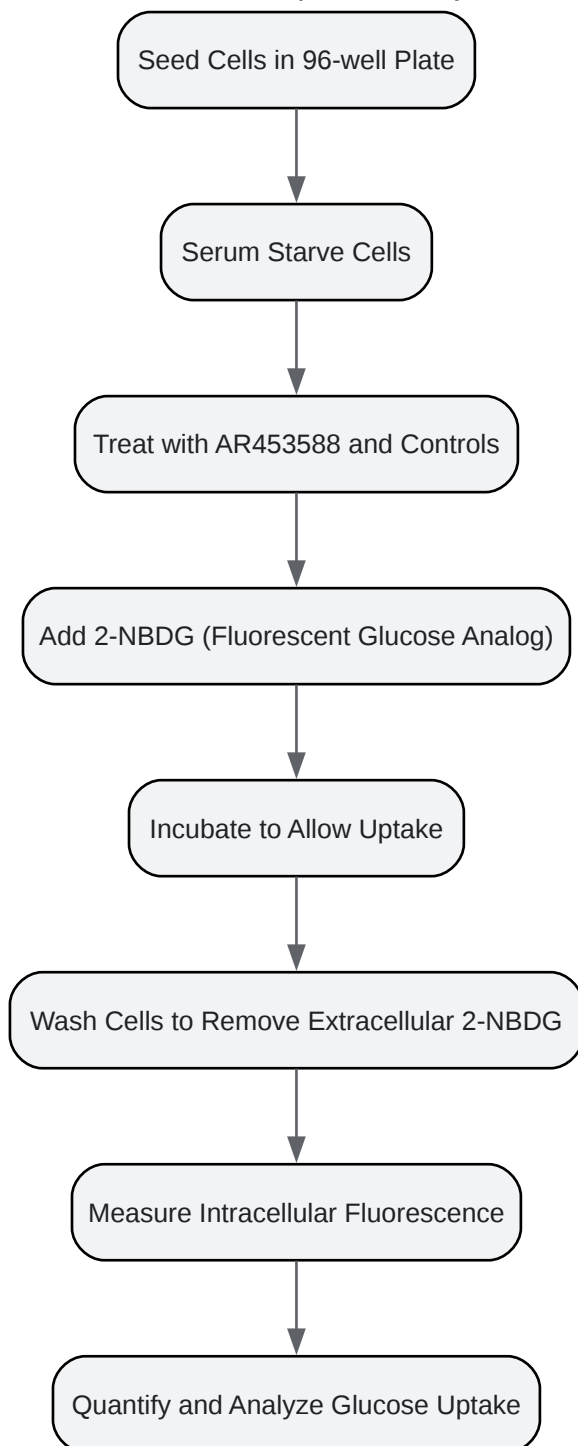 Seed Cells in 96-well Plate
Serum Starve Cells
Treat with AR453588 and Controls
Add 2-NBDG (Fluorescent Glucose Analog)
Incubate to Allow Uptake
Wash Cells to Remove Extracellular 2-NBDG
Measure Intracellular Fluorescence
Quantify and Analyze Glucose Uptake